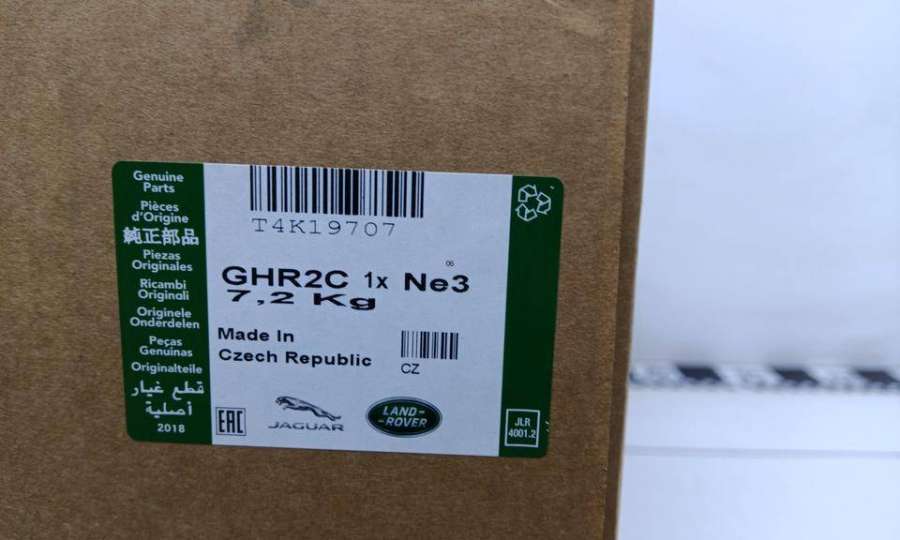 Genuine
Parts
Pièces
d'Origine
純正部品
Piezas
Originales
Ricambi
Originali
Originele
Onderdelen
Peças
Genuínas
Originalteile
قطع غيار
أصلية
2018
T4K19707
06
GHR2C 1x Ne3
7,2 Kg
Made In
Czech Republic
CZ
EAC
JAGUAR
LAND-
-ROVER
JLR
4001.2